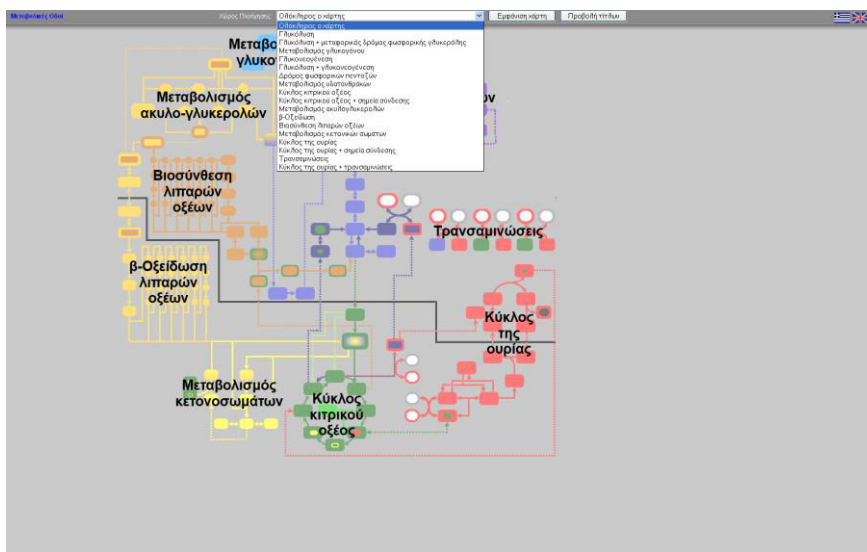 Μεταβολικές Οδοί
Χώρος Πλοήγησης: Ολόκληρος ο χάρτης Εμφάνιση χάρτη Προβολή τίτλων
Ολόκληρος ο χάρτης
Γλυκόλυση
Γλυκόλυση + μεταφορικός δρόμος φωσφορικής γλυκερόλης
Μεταβολισμός γλυκογόνου
Γλυκονεογένεση
Γλυκόλυση + γλυκονεογένεση
Δρόμος φωσφορικών πεντοζών
Μεταβολισμός υδατανθράκων
Κύκλος κιτρικού οξέος
Κύκλος κιτρικού οξέος + σημεία σύνδεσης
Μεταβολισμός ακυλογλυκερολών
β-Οξείδωση
Βιοσύνθεση λιπαρών οξέων
Μεταβολισμός κετονικών σωμάτων
Κύκλος της ουρίας
Κύκλος της ουρίας + σημεία σύνδεσης
Τρανσαμινώσεις
Κύκλος της ουρίας + τρανσαμινώσεις
Μεταβο
γλυκο
ων
Μεταβολισμός
ακυλο-γλυκερολών
Βιοσύνθεση
λιπαρών
οξέων
Τρανσαμινώσεις
β-Οξείδωση
λιπαρών
οξέων
Κύκλος
της
ουρίας
Μεταβολισμός
κετονοσωμάτων
Κύκλος
κιτρικού
οξέος